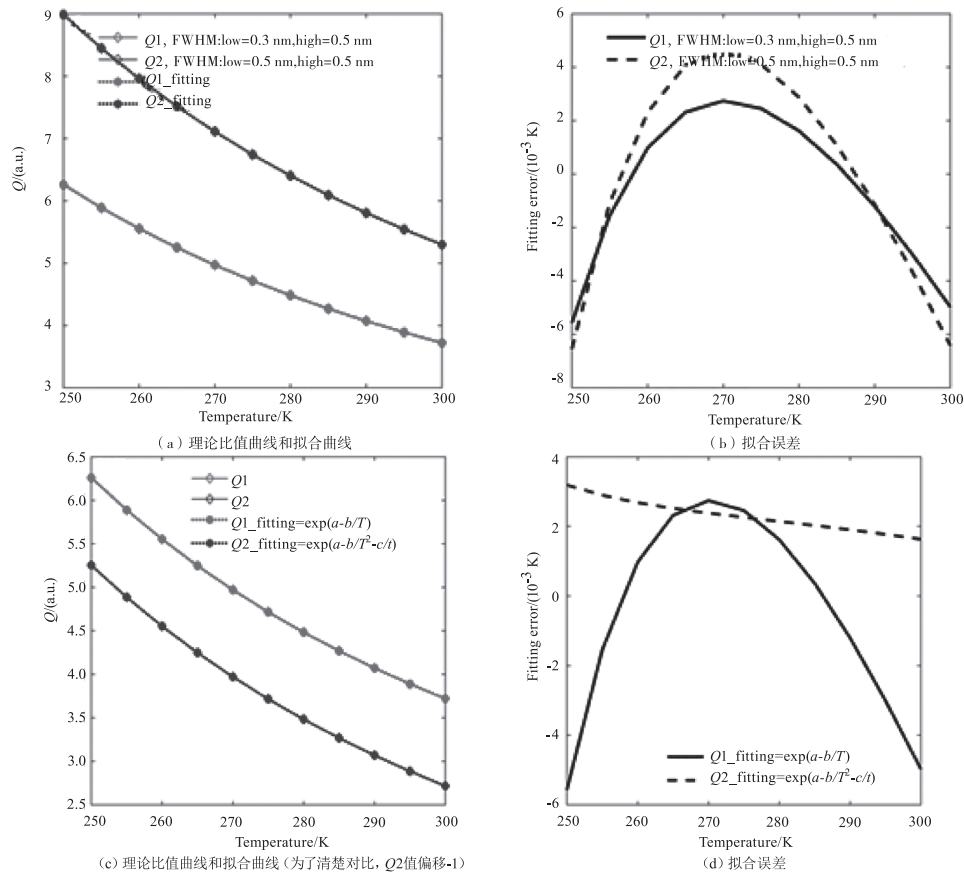 9
8
7
6
5
4
3
Q/(a.u.)
Q1, FWHM:low=0.3 nm,high=0.5 nm
Q2, FWHM:low=0.5 nm,high=0.5 nm
Q1_fitting
Q2_fitting
250 260 270 280 290 300
Temperature/K
(a)理论比值曲线和拟合曲线
6
4
2
0
-2
-4
-6
-8
Fitting error/(10⁻³ K)
Q1, FWHM:low=0.3 nm,high=0.5 nm
Q2, FWHM:low=0.5 nm,high=0.5 nm
250 260 270 280 290 300
Temperature/K
(b)拟合误差
6.5
6.0
5.5
5.0
4.5
4.0
3.5
3.0
2.5
Q/(a.u.)
Q1
Q2
Q1_fitting=exp(a-b/T)
Q2_fitting=exp(a-b/T²-c/t)
250 260 270 280 290 300
Temperature/K
(c)理论比值曲线和拟合曲线(为了清楚对比,Q2值偏移-1)
4
2
0
-2
-4
-6
Fitting error/(10⁻³ K)
Q1_fitting=exp(a-b/T)
Q2_fitting=exp(a-b/T²-c/t)
250 260 270 280 290 300
Temperature/K
(d)拟合误差